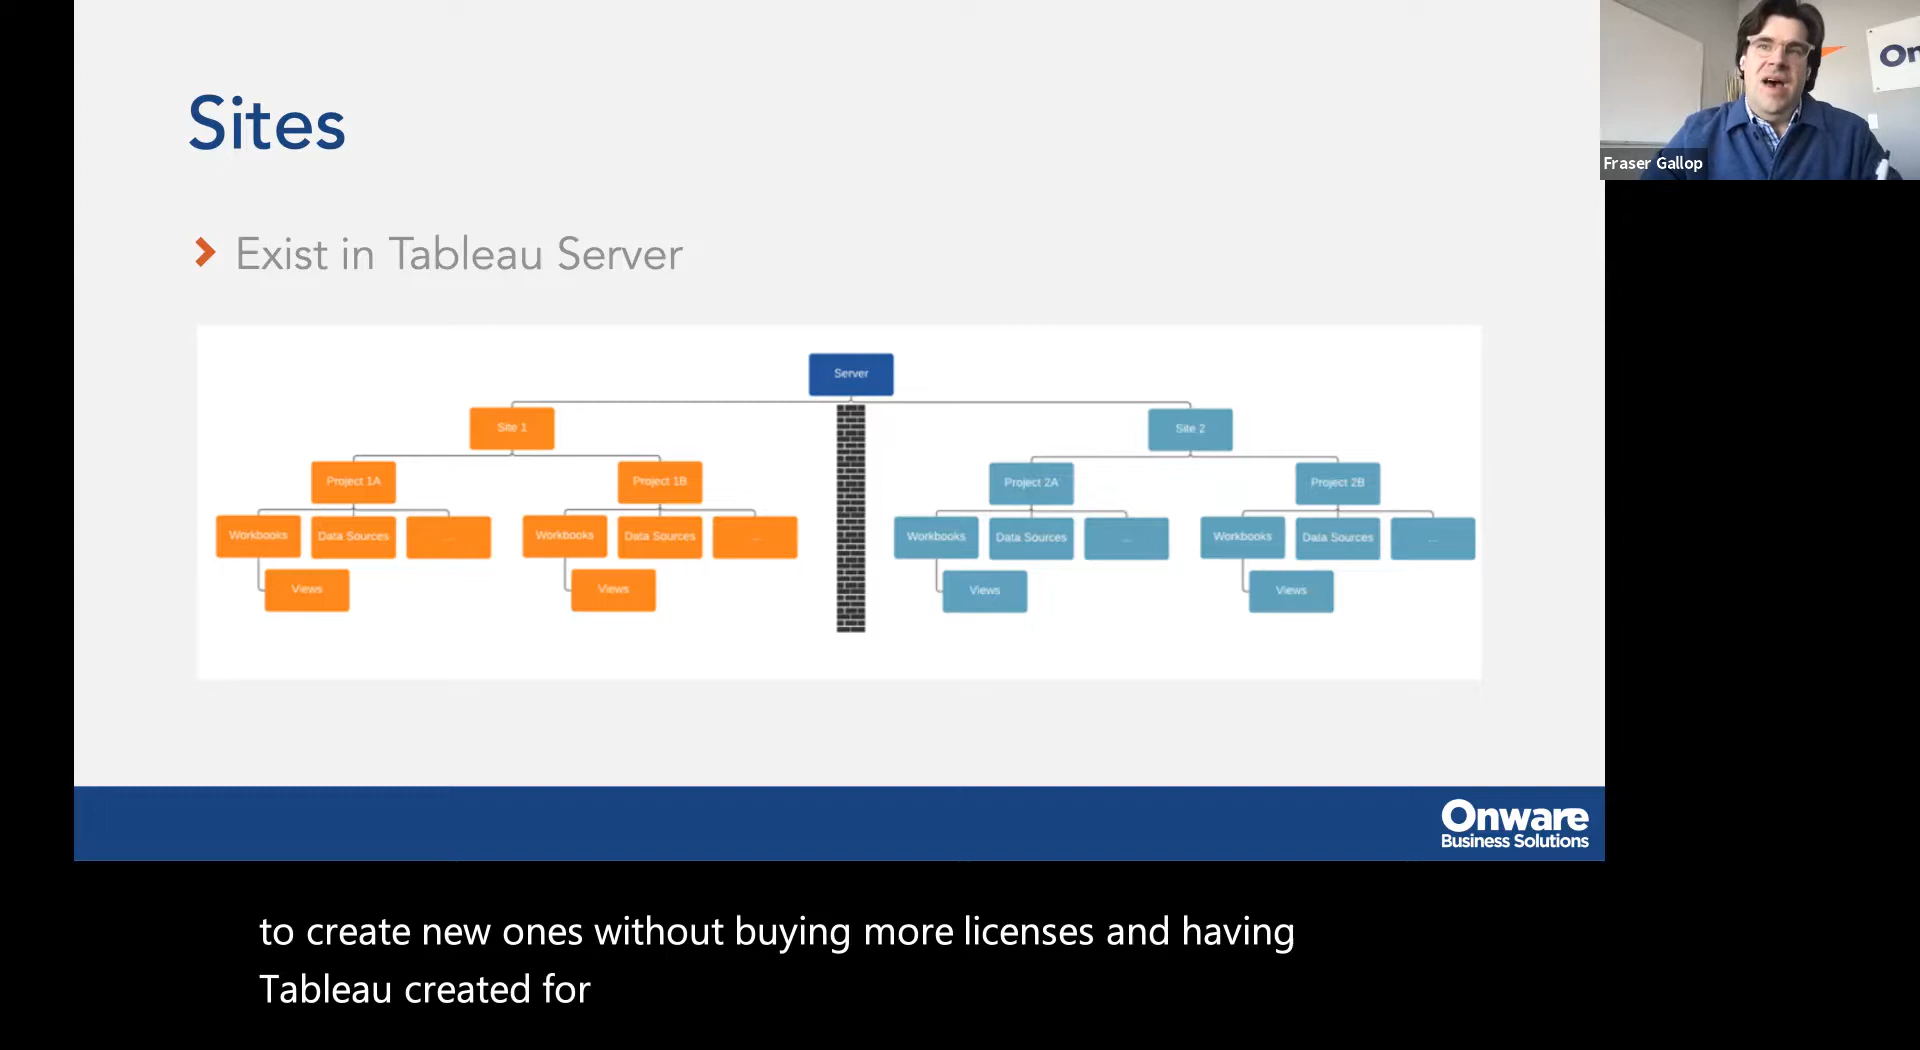 Sites
Exist in Tableau Server
Server
Site 1
Site 2
Project 1A
Project 1B
Project 2A
Project 2B
Workbooks
Data Sources
...
Workbooks
Data Sources
...
Workbooks
Data Sources
...
Workbooks
Data Sources
...
Views
Views
Views
Views
Onware
Business Solutions
Fraser Gallop
to create new ones without buying more licenses and having
Tableau created for